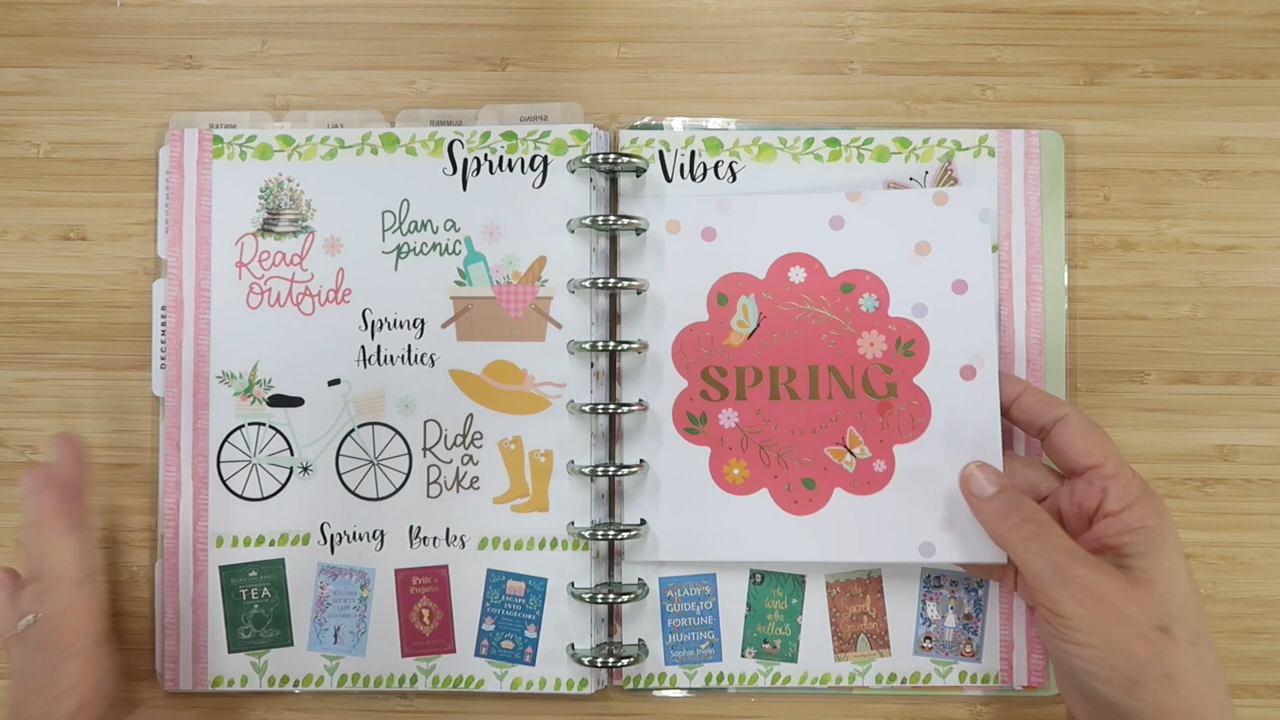 WINTER
FALL
SUMMER
SPRING
DECEMBER
Spring
Vibes
Read
outside
Plan a
picnic
Spring
Activities
Ride
a
Bike
SPRING
Spring Books
TEA
Pride &
Prejudice
ESCAPE
INTO
COTTAGECORE
A LADY'S
GUIDE TO
FORTUNE
HUNTING
Sophie Irwin
The
Wind
in the
Willows
The
Secret
Garden